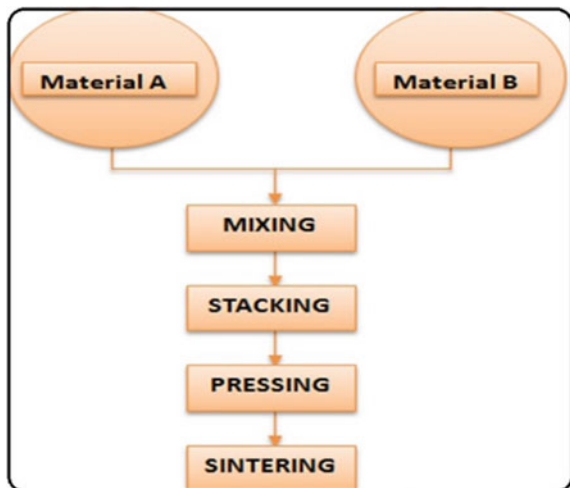 Material A
Material B
MIXING
STACKING
PRESSING
SINTERING